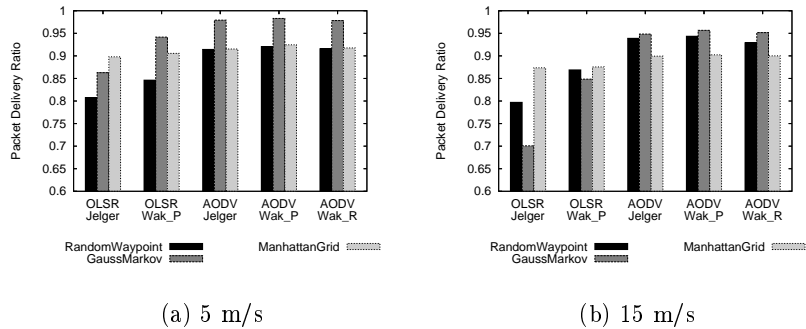 Packet Delivery Ratio
1
0.95
0.9
0.85
0.8
0.75
0.7
0.65
0.6
OLSR Jelger
OLSR Wak_P
AODV Jelger
AODV Wak_P
AODV Wak_R
RandomWaypoint
GaussMarkov
ManhattanGrid
(a) 5 m/s
Packet Delivery Ratio
1
0.95
0.9
0.85
0.8
0.75
0.7
0.65
0.6
OLSR Jelger
OLSR Wak_P
AODV Jelger
AODV Wak_P
AODV Wak_R
RandomWaypoint
GaussMarkov
ManhattanGrid
(b) 15 m/s